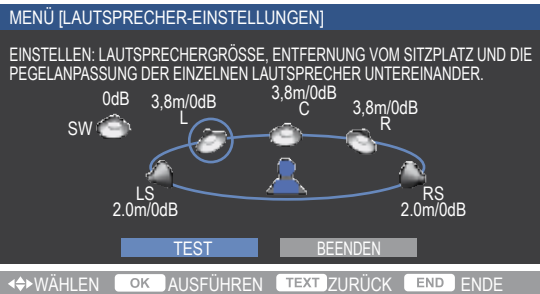 MENÜ [LAUTSPRECHER-EINSTELLUNGEN]
EINSTELLEN: LAUTSPRECHERGRÖSSE, ENTFERNUNG VOM SITZPLATZ UND DIE
PEGELANPASSUNG DER EINZELNEN LAUTSPRECHER UNTEREINANDER.
0dB
SW
3,8m/0dB
L
3,8m/0dB
C
3,8m/0dB
R
LS
2.0m/0dB
RS
2.0m/0dB
TEST BEENDEN
WÄHLEN OK AUSFÜHREN TEXT ZURÜCK END ENDE